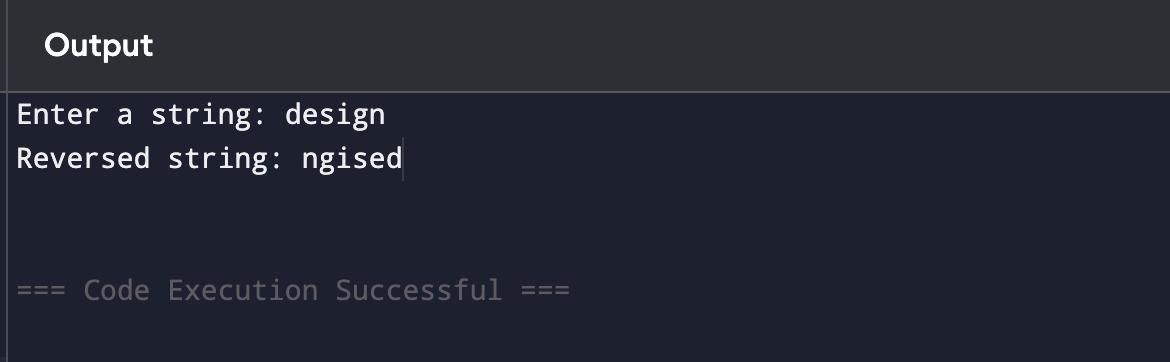 Output
Enter a string: design
Reversed string: ngised
=== Code Execution Successful ===